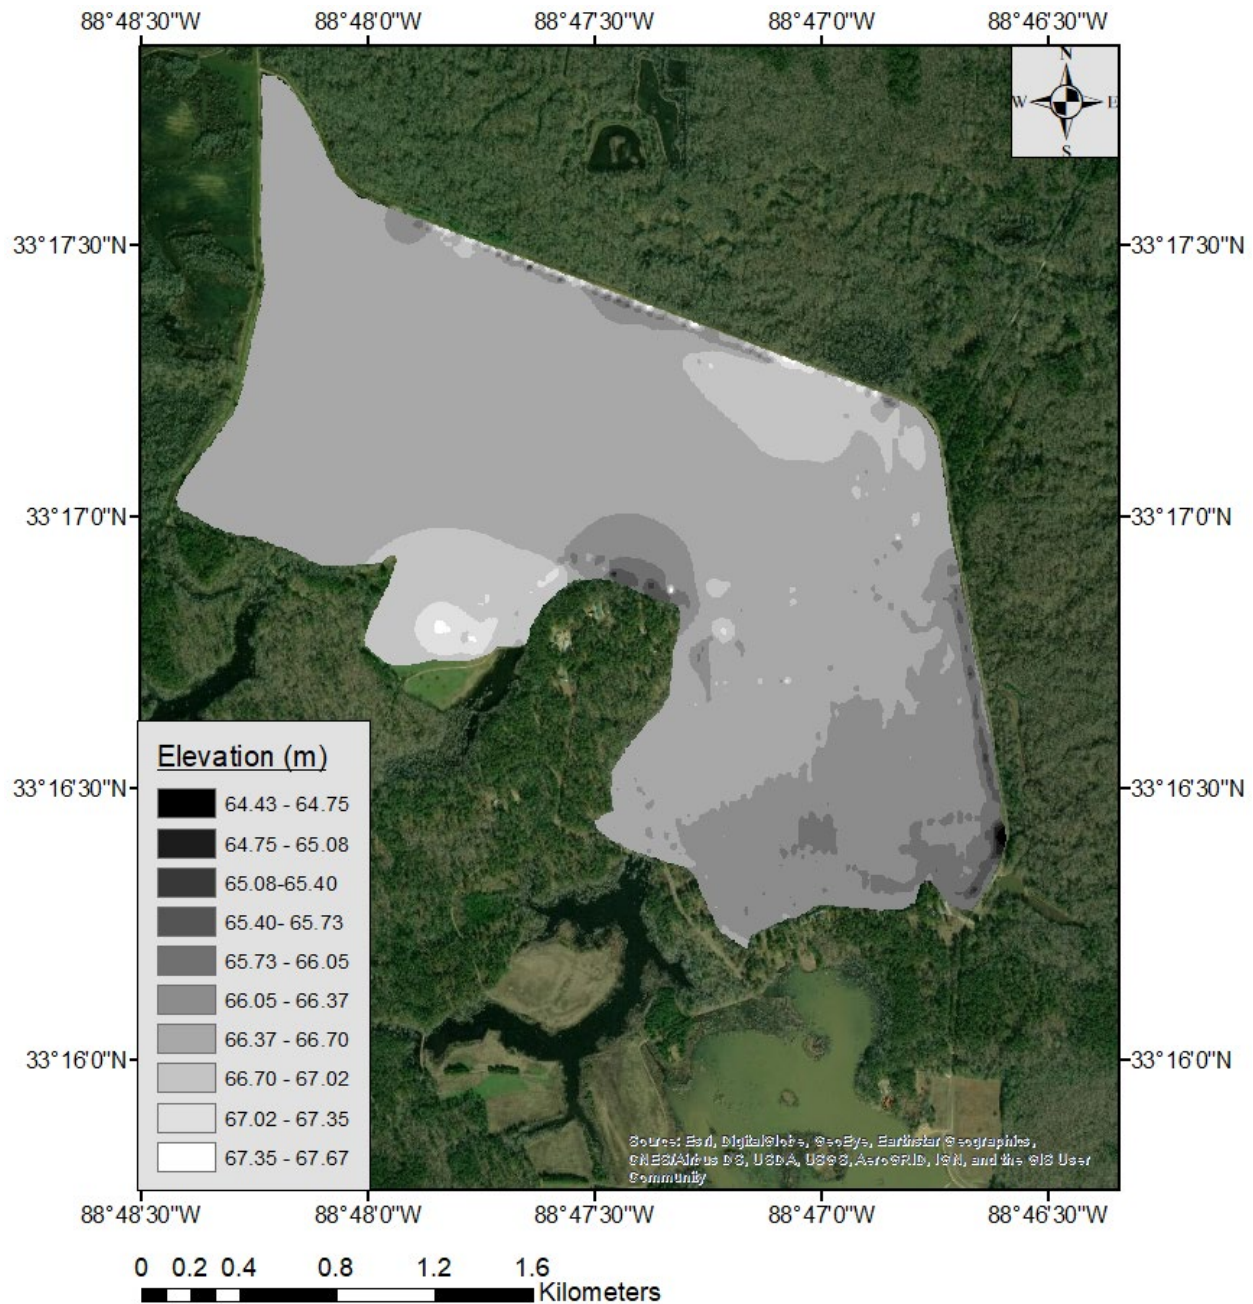 88°48'30"W 88°48'0"W 88°47'30"W 88°47'0"W 88°46'30"W
N
W E
S
33°17'30"N 33°17'30"N
33°17'0"N 33°17'0"N
Elevation (m)
33°16'30"N 33°16'30"N
64.43 - 64.75
64.75 - 65.08
65.08-65.40
65.40- 65.73
65.73 - 66.05
66.05 - 66.37
66.37 - 66.70
66.70 - 67.02
67.02 - 67.35
67.35 - 67.67
33°16'0"N 33°16'0"N
Source: Esri, DigitalGlobe, GeoEye, Earthstar Geographics,
CNES/Airbus DS, USDA, USGS, AeroGRID, IGN, and the GIS User
Community
88°48'30"W 88°48'0"W 88°47'30"W 88°47'0"W 88°46'30"W
0 0.2 0.4 0.8 1.2 1.6
Kilometers